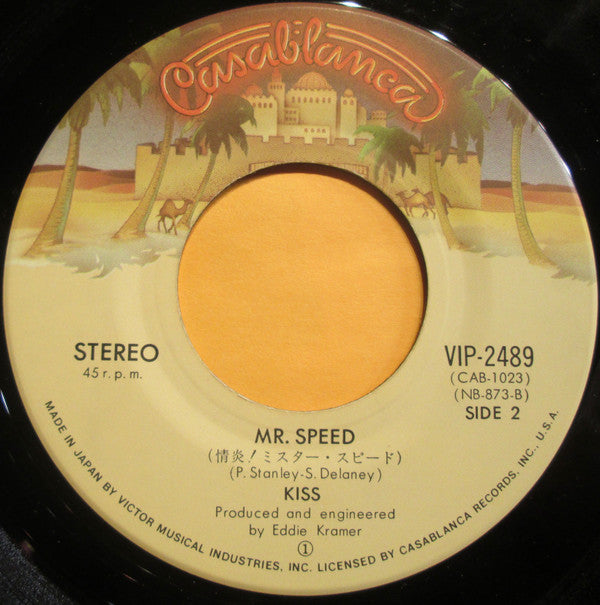 Casablanca
STEREO
45 r.p.m.
VIP-2489
(CAB-1023)
(NB-873-B)
SIDE 2
MR. SPEED
(情炎!ミスター・スピード)
(P. Stanley-S. Delaney)
KISS
Produced and engineered
by Eddie Kramer
①
MADE IN JAPAN BY VICTOR MUSICAL INDUSTRIES, INC. LICENSED BY CASABLANCA RECORDS, INC., U.S.A.